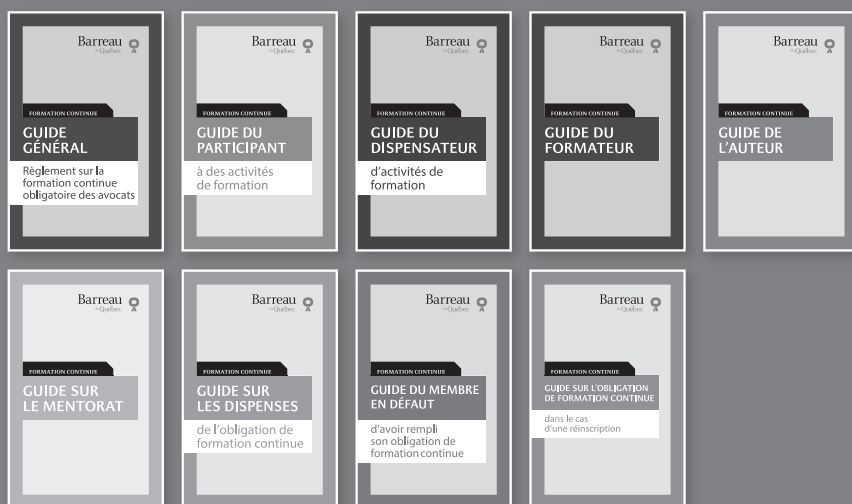 Barreau
du Québec
FORMATION CONTINUE
GUIDE
GÉNÉRAL
Règlement sur la
formation continue
obligatoire des avocats
Barreau
du Québec
FORMATION CONTINUE
GUIDE DU
PARTICIPANT
à des activités
de formation
Barreau
du Québec
FORMATION CONTINUE
GUIDE DU
DISPENSATEUR
d'activités de
formation
Barreau
du Québec
FORMATION CONTINUE
GUIDE DU
FORMATEUR
Barreau
du Québec
FORMATION CONTINUE
GUIDE DE
L'AUTEUR
Barreau
du Québec
FORMATION CONTINUE
GUIDE SUR
LE MENTORAT
Barreau
du Québec
FORMATION CONTINUE
GUIDE SUR
LES DISPENSES
de l'obligation de
formation continue
Barreau
du Québec
FORMATION CONTINUE
GUIDE DU MEMBRE
EN DÉFAUT
d'avoir rempli
son obligation de
formation continue
Barreau
du Québec
FORMATION CONTINUE
GUIDE SUR L'OBLIGATION
DE FORMATION CONTINUE
dans le cas
d'une réinscription